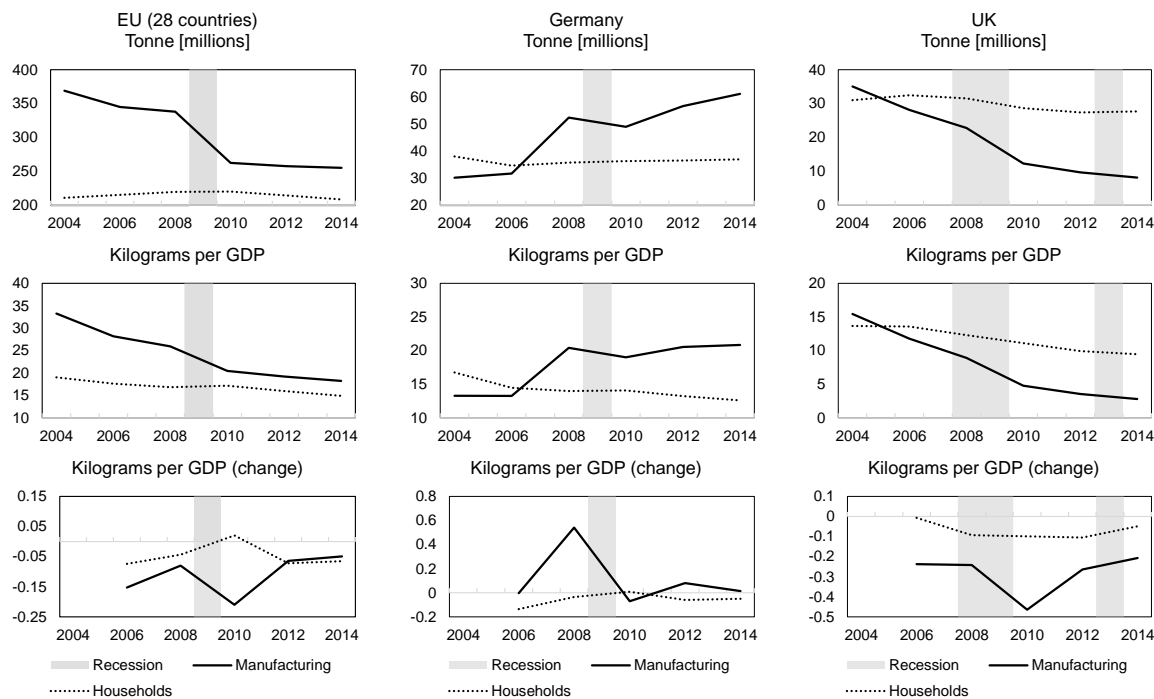 EU (28 countries)
Tonne [millions]
400
350
300
250
200
2004 2006 2008 2010 2012 2014
Germany
Tonne [millions]
70
60
50
40
30
20
2004 2006 2008 2010 2012 2014
UK
Tonne [millions]
40
30
20
10
0
2004 2006 2008 2010 2012 2014
Kilograms per GDP
40
35
30
25
20
15
10
2004 2006 2008 2010 2012 2014
Kilograms per GDP
30
25
20
15
10
2004 2006 2008 2010 2012 2014
Kilograms per GDP
20
15
10
5
0
2004 2006 2008 2010 2012 2014
Kilograms per GDP (change)
0.15
0.05
-0.05
-0.15
-0.25
2004 2006 2008 2010 2012 2014
Recession Manufacturing
Households
Kilograms per GDP (change)
0.8
0.6
0.4
0.2
0
-0.2
2004 2006 2008 2010 2012 2014
Recession Manufacturing
Households
Kilograms per GDP (change)
0.1
0
-0.1
-0.2
-0.3
-0.4
-0.5
2004 2006 2008 2010 2012 2014
Recession Manufacturing
Households